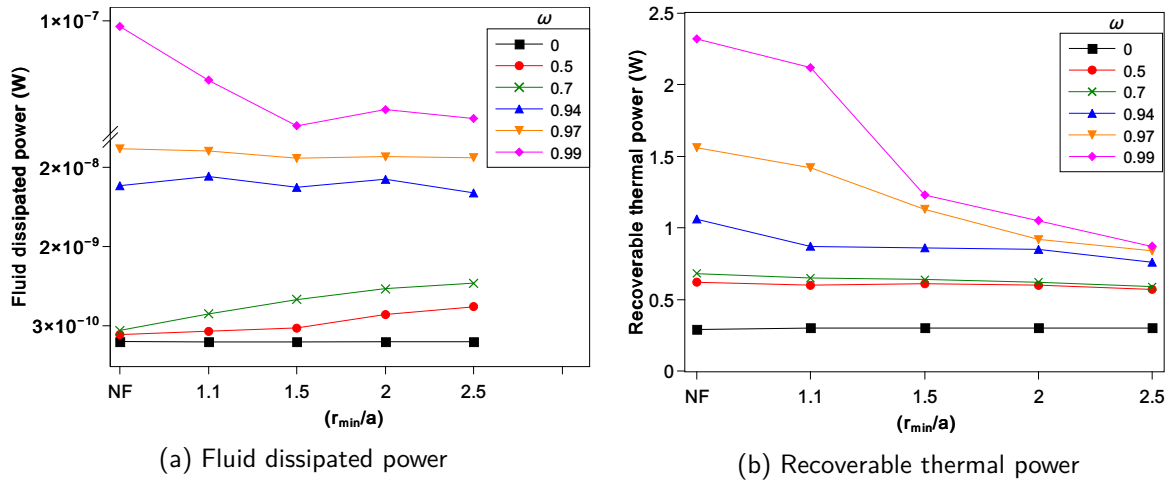 1×10⁻⁷
2×10⁻⁸
2×10⁻⁹
3×10⁻¹⁰
Fluid dissipated power (W)
NF 1.1 1.5 2 2.5
(r_min/a)
ω
0
0.5
0.7
0.94
0.97
0.99
(a) Fluid dissipated power
2.5
2
1.5
1
0.5
0
Recoverable thermal power (W)
NF 1.1 1.5 2 2.5
(r_min/a)
ω
0
0.5
0.7
0.94
0.97
0.99
(b) Recoverable thermal power